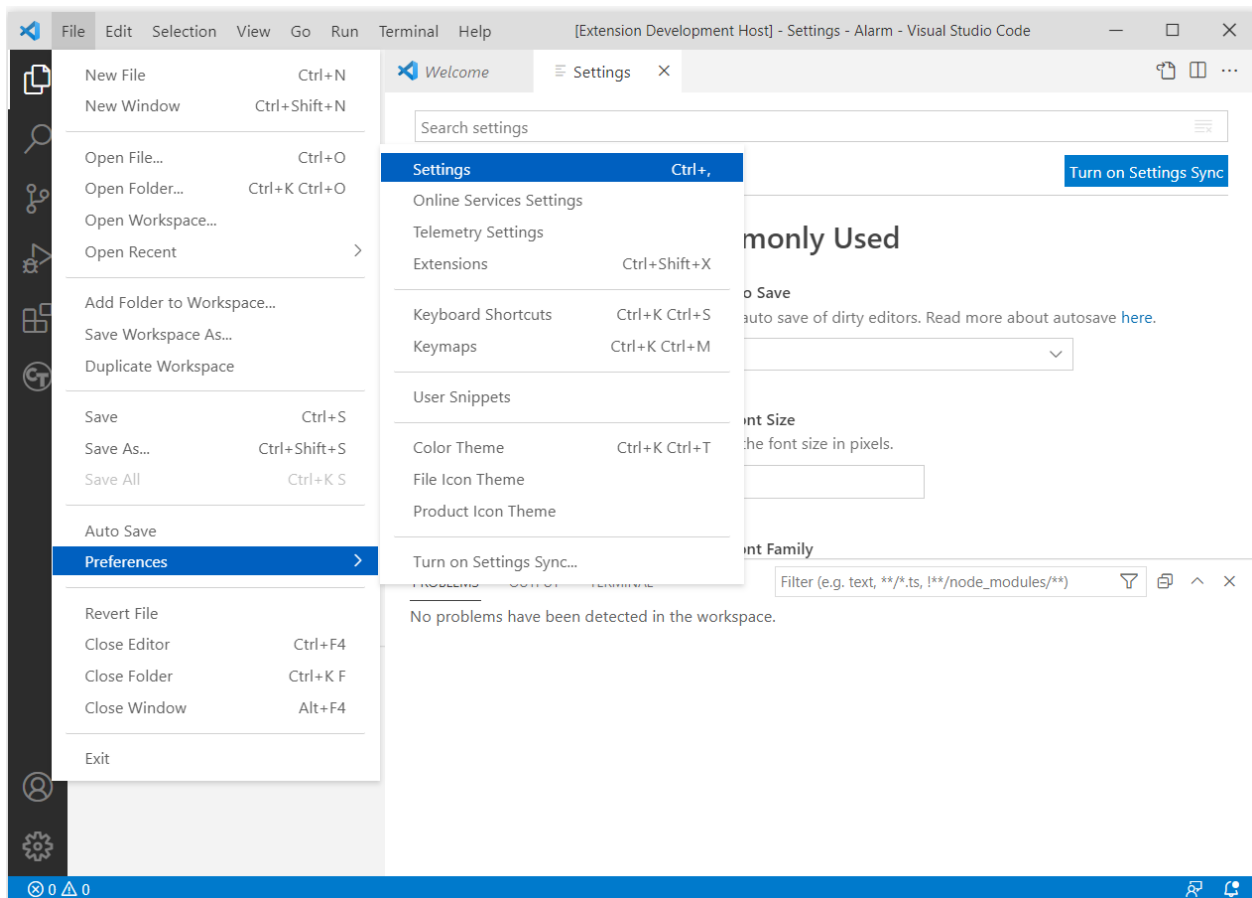 File Edit Selection View Go Run Terminal Help [Extension Development Host] - Settings - Alarm - Visual Studio Code
New File Ctrl+N
New Window Ctrl+Shift+N
Open File... Ctrl+O
Open Folder... Ctrl+K Ctrl+O
Open Workspace...
Open Recent
Add Folder to Workspace...
Save Workspace As...
Duplicate Workspace
Save Ctrl+S
Save As... Ctrl+Shift+S
Save All Ctrl+K S
Auto Save
Preferences
Revert File
Close Editor Ctrl+F4
Close Folder Ctrl+K F
Close Window Alt+F4
Exit
Settings Ctrl+,
Online Services Settings
Telemetry Settings
Extensions Ctrl+Shift+X
Keyboard Shortcuts Ctrl+K Ctrl+S
Keymaps Ctrl+K Ctrl+M
User Snippets
Color Theme Ctrl+K Ctrl+T
File Icon Theme
Product Icon Theme
Turn on Settings Sync...
Welcome Settings
Search settings
Turn on Settings Sync
monly Used
o Save
auto save of dirty editors. Read more about autosave here.
ont Size
the font size in pixels.
ont Family
PROBLEMS OUTPUT TERMINAL Filter (e.g. text, **/*.ts, !**/node_modules/**)
No problems have been detected in the workspace.
0 0